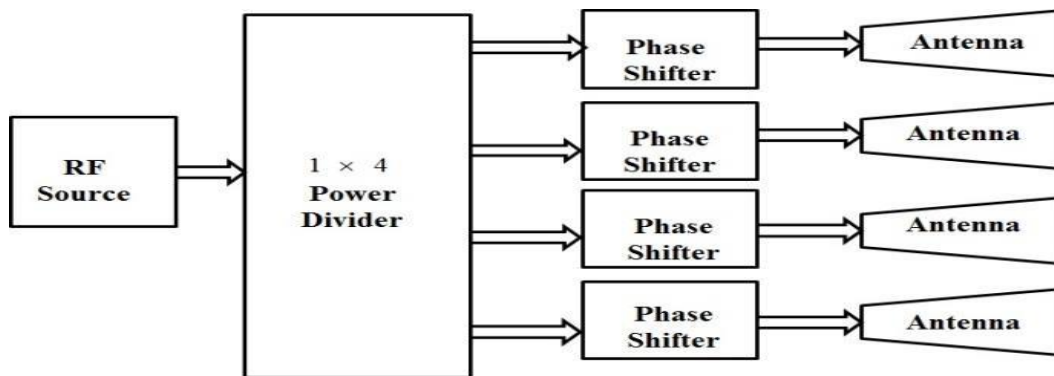 RF
Source
1 × 4
Power
Divider
Phase
Shifter
Antenna
Phase
Shifter
Antenna
Phase
Shifter
Antenna
Phase
Shifter
Antenna